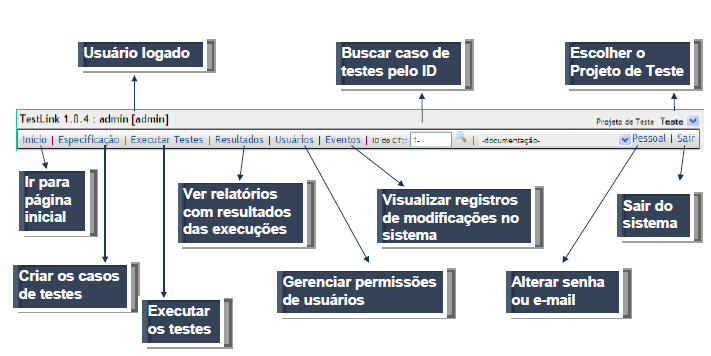 Usuário logado
Buscar caso de
testes pelo ID
Escolher o
Projeto de Teste
TestLink 1.8.4 : admin [admin]
Projeto de Teste Teste
Início | Especificação | Executar Testes | Resultados | Usuários | Eventos | ID do CT: 1- | -documentação- Pessoal | Sair
Ir para
página
inicial
Ver relatórios
com resultados
das execuções
Visualizar registros
de modificações no
sistema
Sair do
sistema
Criar os casos
de testes
Gerenciar permissões
de usuários
Alterar senha
ou e-mail
Executar
os testes